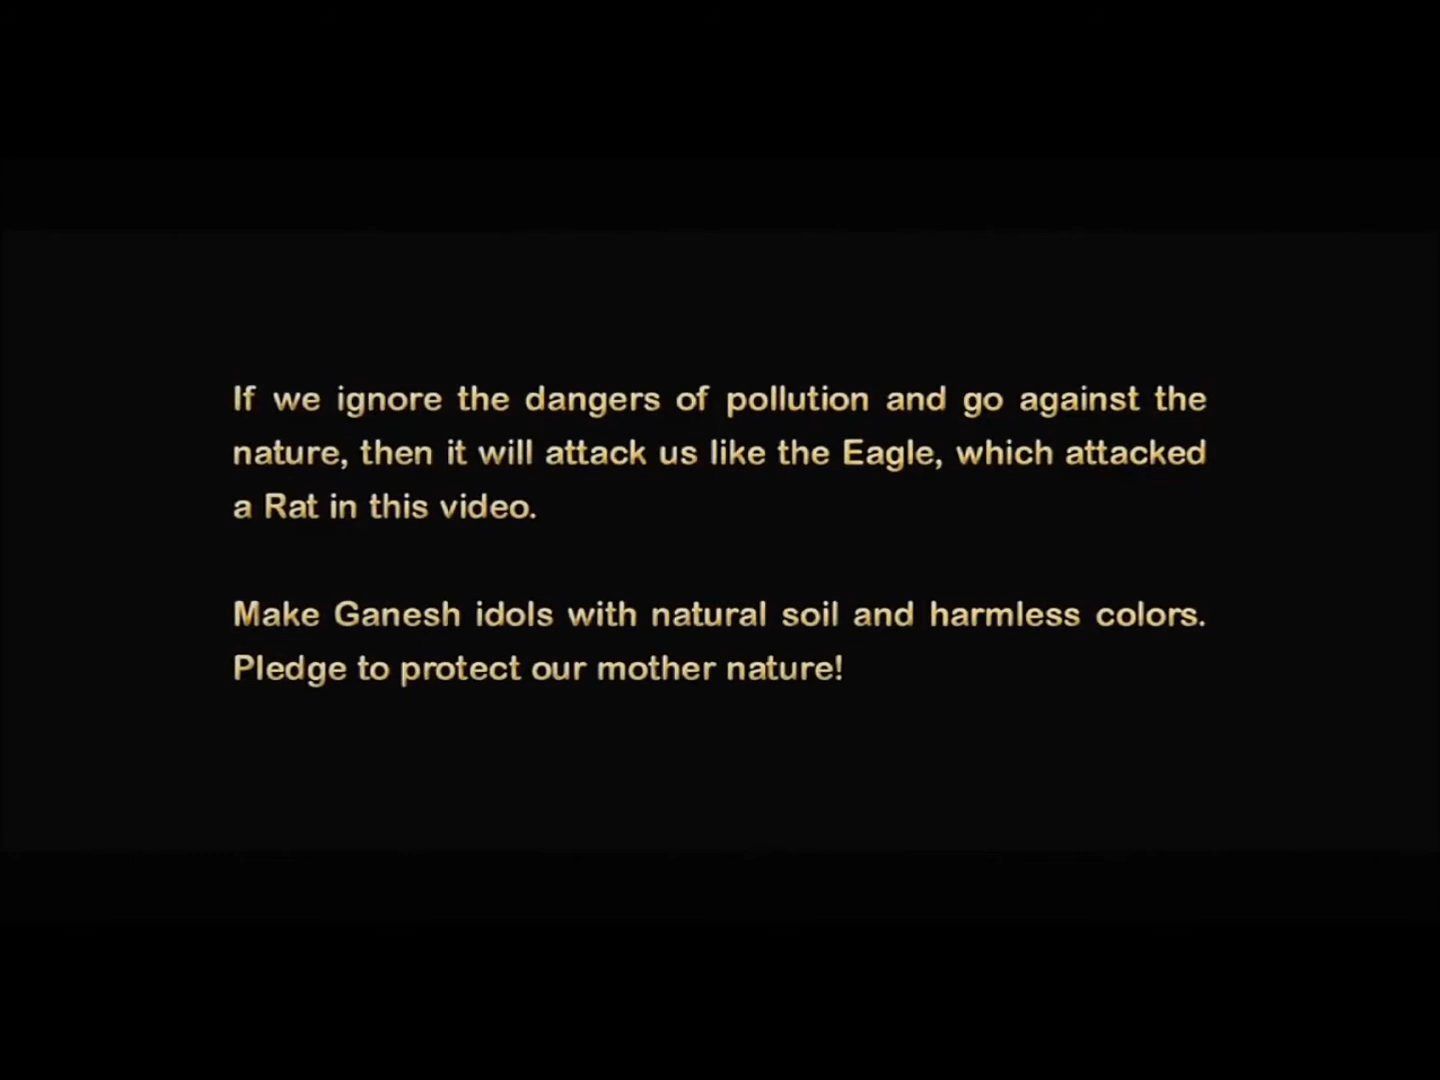 If we ignore the dangers of pollution and go against the
nature, then it will attack us like the Eagle, which attacked
a Rat in this video.
Make Ganesh idols with natural soil and harmless colors.
Pledge to protect our mother nature!